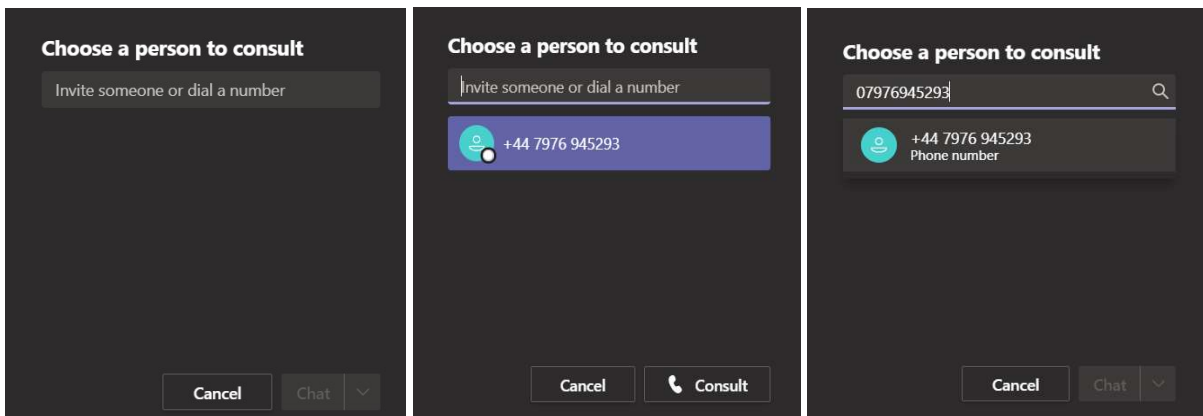 Choose a person to consult
Invite someone or dial a number
Cancel
Chat
Choose a person to consult
Invite someone or dial a number
+44 7976 945293
Cancel
Consult
Choose a person to consult
07976945293
+44 7976 945293
Phone number
Cancel
Chat